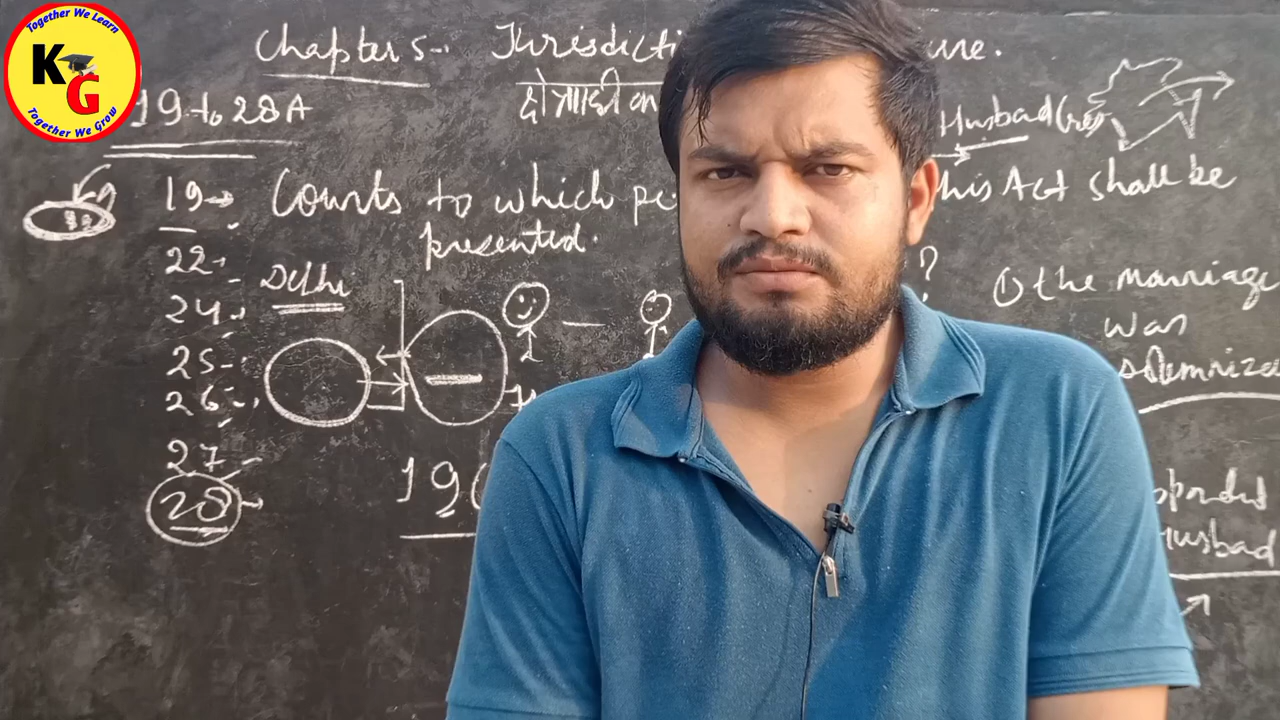 Together We Learn
KG
Together We Grow
Chapter 5-. Jurisdicti ure.
19 to 28A
Husbad(res)
19→ Courts to which pe his Act shall be
presented.
22-
Delhi
24-
25-
26-
27-
28→
? ① the marriage
was
solemnized
19(
spondent
Husbad